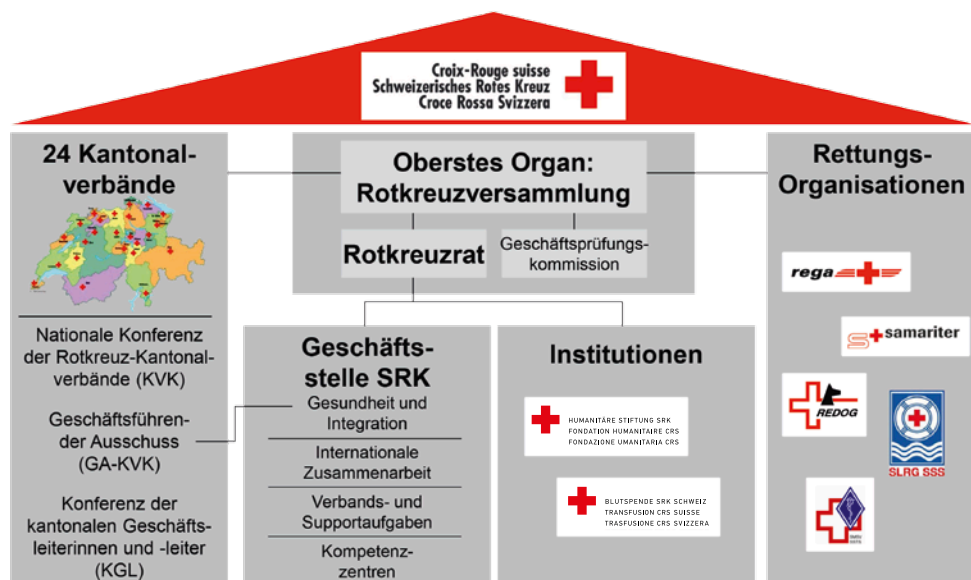 Croix-Rouge suisse
Schweizerisches Rotes Kreuz
Croce Rossa Svizzera
24 Kantonal-
verbände
Nationale Konferenz
der Rotkreuz-Kantonal-
verbände (KVK)
Geschäftsführen-
der Ausschuss
(GA-KVK)
Konferenz der
kantonalen Geschäfts-
leiterinnen und -leiter
(KGL)
Oberstes Organ:
Rotkreuzversammlung
Rotkreuzrat
Geschäftsprüfungs-
kommission
Geschäfts-
stelle SRK
Gesundheit und
Integration
Internationale
Zusammenarbeit
Verbands- und
Supportaufgaben
Kompetenz-
zentren
Institutionen
HUMANITÄRE STIFTUNG SRK
FONDATION HUMANITAIRE CRS
FONDAZIONE UMANITARIA CRS
BLUTSPENDE SRK SCHWEIZ
TRANSFUSION CRS SUISSE
TRASFUSIONE CRS SVIZZERA
Rettungs-
Organisationen
rega
samariter
REDOG
SLRG SSS